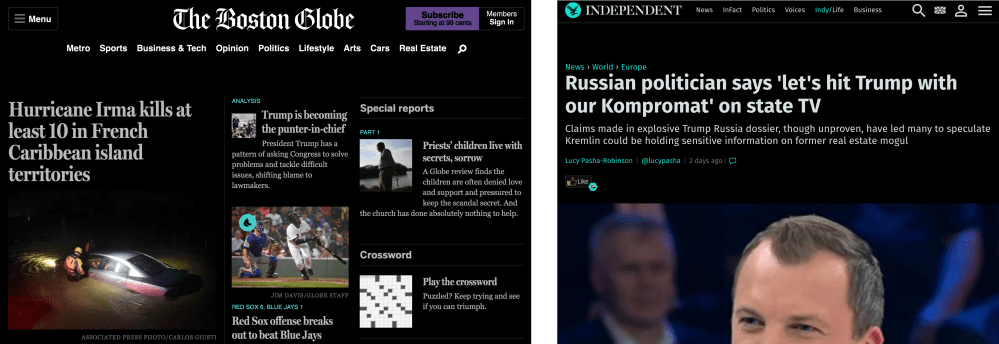 Menu
The Boston Globe
Subscribe
Starting at 99 cents
Members
Sign In
Metro Sports Business & Tech Opinion Politics Lifestyle Arts Cars Real Estate
Hurricane Irma kills at
least 10 in French
Caribbean island
territories
ASSOCIATED PRESS PHOTO/CARLOS GIUSTI
ANALYSIS
Trump is becoming
the punter-in-chief
President Trump has a
pattern of asking Congress to solve
problems and tackle difficult
issues, shifting blame to
lawmakers.
JIM DAVIS/GLOBE STAFF
RED SOX 6, BLUE JAYS 1
Red Sox offense breaks
out to beat Blue Jays
Special reports
PART 1
Priests' children live with
secrets, sorrow
A Globe review finds the
children are often denied love
and support and pressured to
keep the scandal secret. And
the church has done absolutely nothing to help.
Crossword
Play the crossword
Puzzled? Keep trying and see
if you can triumph.
INDEPENDENT
News InFact Politics Voices Indy/Life Business
News › World › Europe
Russian politician says 'let's hit Trump with
our Kompromat' on state TV
Claims made in explosive Trump Russia dossier, though unproven, have led many to speculate
Kremlin could be holding sensitive information on former real estate mogul
Lucy Pasha-Robinson | @lucypasha | 2 days ago |
Like